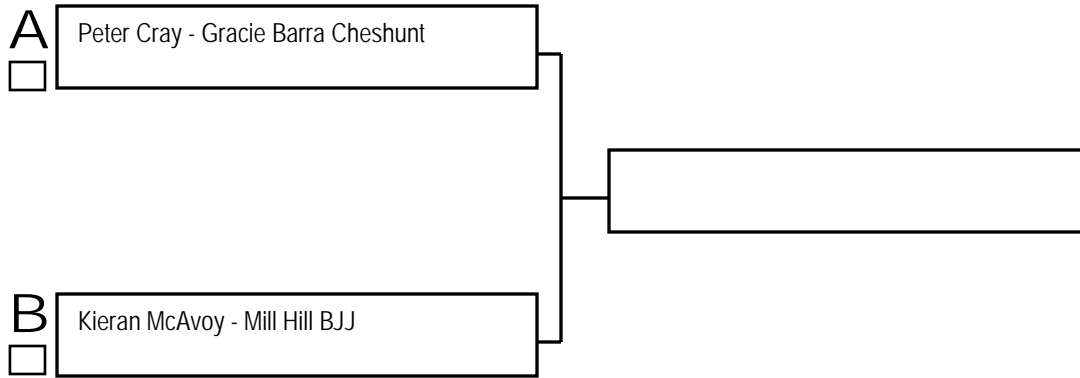 A
Peter Cray - Gracie Barra Cheshunt
B
Kieran McAvoy - Mill Hill BJJ